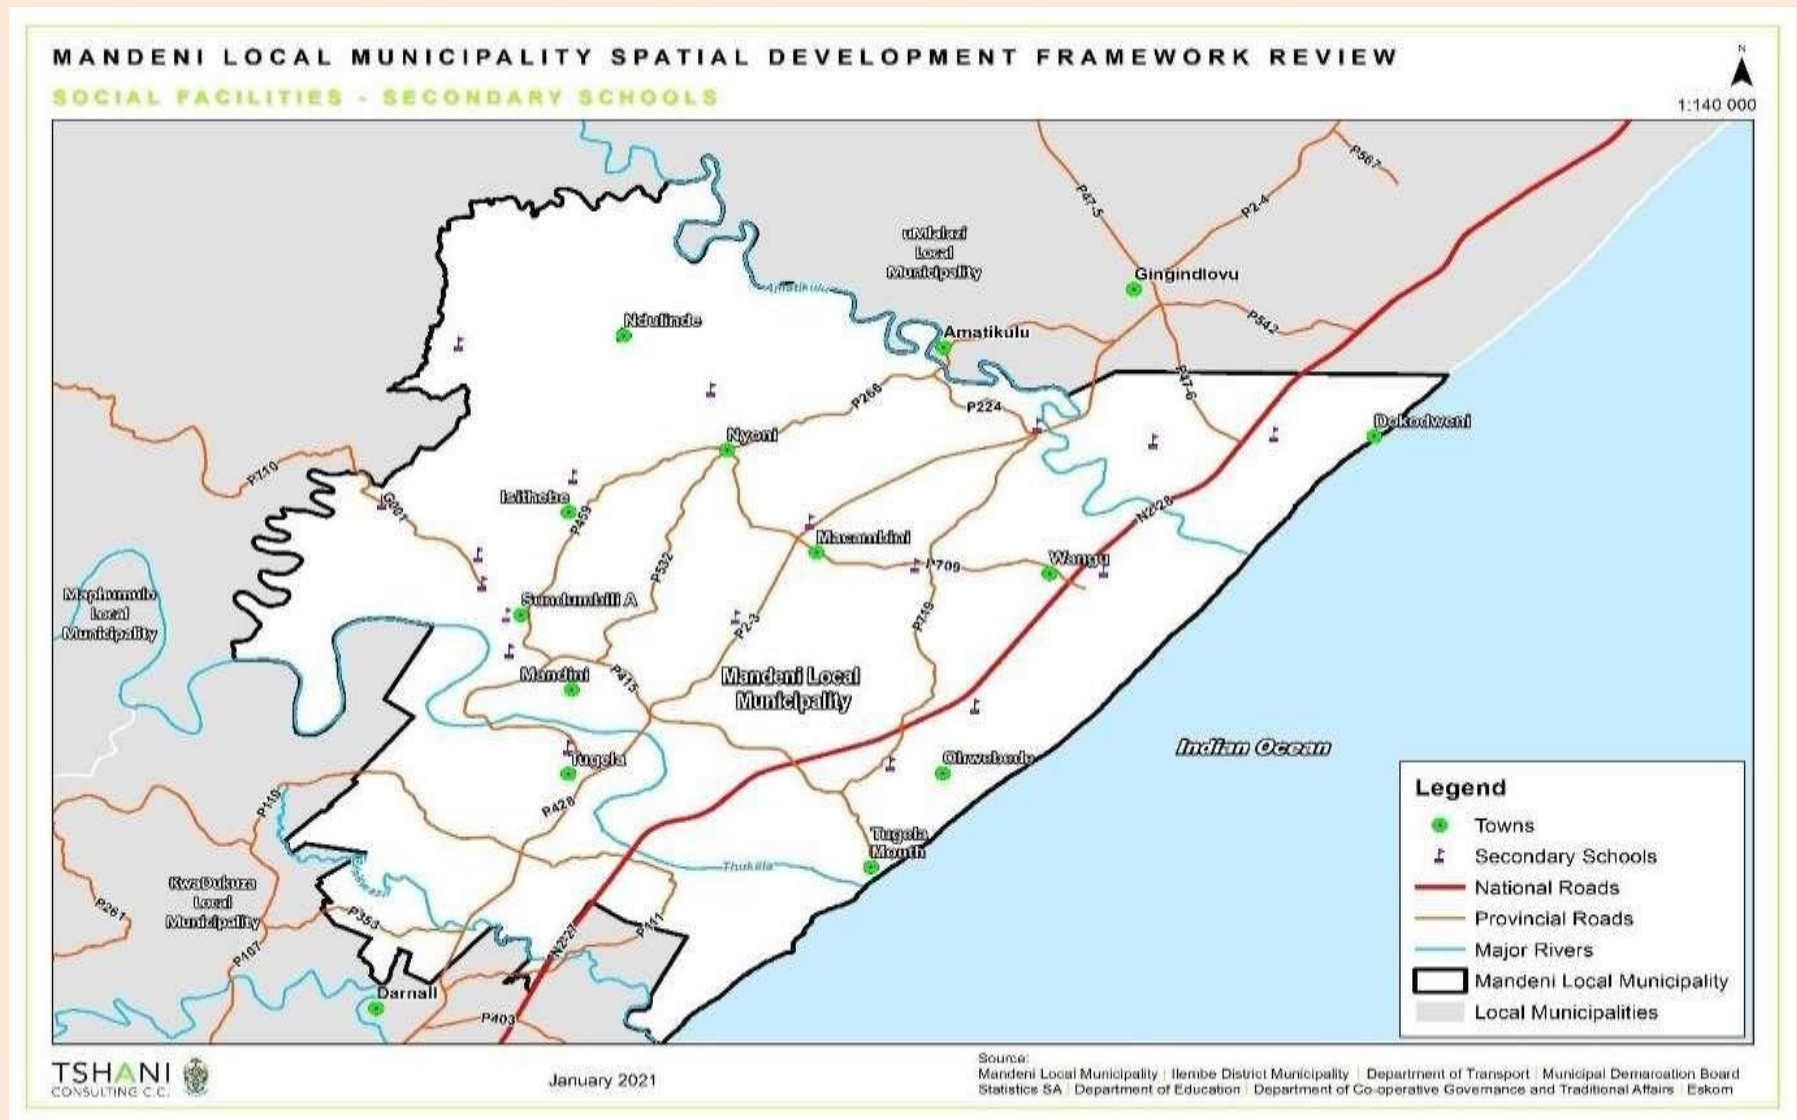 MANDENI LOCAL MUNICIPALITY SPATIAL DEVELOPMENT FRAMEWORK REVIEW
SOCIAL FACILITIES - SECONDARY SCHOOLS
N
1:140 000
P567
P47-5
P2-4
uMlalazi
Local
Municipality
Gingindlovu
Amatikulu
Ndulinde
Amatikulu
P542
P47-6
P266
P224
Dokodweni
Nyoni
P710
Isithebe
G001
P459
N2-28
Macambini
P532
P709
Wangu
Maphumulo
Local
Municipality
Sundumbili A
P719
P2-3
Mandini
P415
Mandeni Local
Municipality
Indian Ocean
Tugela
Ohwebede
P119
P428
Tugela
Mouth
Thukela
KwaDukuza
Local
Municipality
P261
P353
P111
N2-27
P107
Darnall
P403
Legend
Towns
Secondary Schools
National Roads
Provincial Roads
Major Rivers
Mandeni Local Municipality
Local Municipalities
TSHANI
CONSULTING C.C.
January 2021
Source:
Mandeni Local Municipality | Ilembe District Municipality | Department of Transport | Municipal Demarcation Board
Statistics SA | Department of Education | Department of Co-operative Governance and Traditional Affairs | Eskom